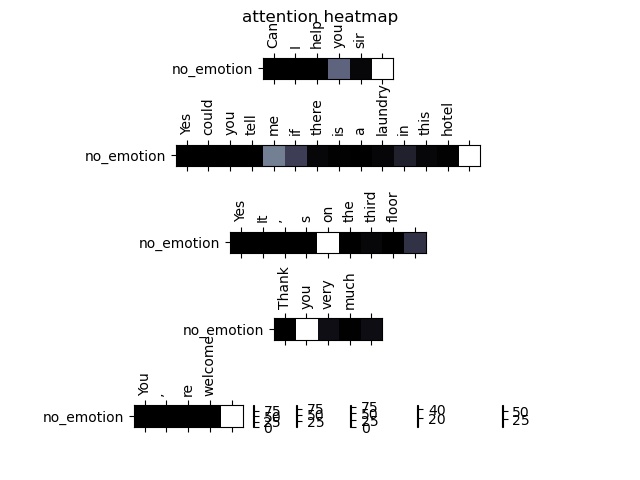 attention heatmap
Can I help you sir
no_emotion
Yes could you tell me if there is a laundry in this hotel
no_emotion
Yes It , s on the third floor
no_emotion
Thank you very much
no_emotion
You , re welcome
no_emotion
75 75 75 40 50
50 50 50 20 25
25 25 25
0 0